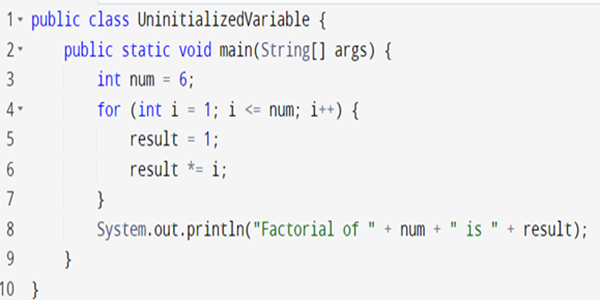 1 public class UninitializedVariable {
2 public static void main(String[] args) {
3 int num = 6;
4 for (int i = 1; i <= num; i++) {
5 result = 1;
6 result *= i;
7 }
8 System.out.println("Factorial of " + num + " is " + result);
9 }
10 }